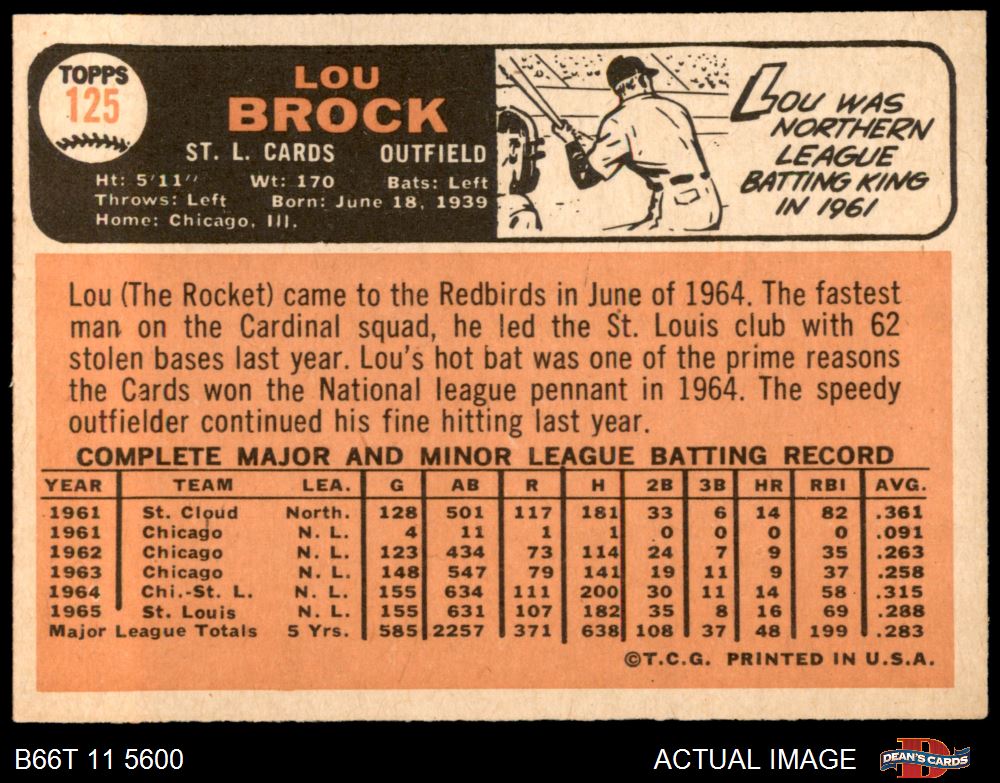 TOPPS
125
LOU
BROCK
ST. L. CARDS OUTFIELD
Ht: 5'11" Wt: 170 Bats: Left
Throws: Left Born: June 18, 1939
Home: Chicago, Ill.
LOU WAS
NORTHERN
LEAGUE
BATTING KING
IN 1961
Lou (The Rocket) came to the Redbirds in June of 1964. The fastest
man on the Cardinal squad, he led the St. Louis club with 62
stolen bases last year. Lou's hot bat was one of the prime reasons
the Cards won the National league pennant in 1964. The speedy
outfielder continued his fine hitting last year.
COMPLETE MAJOR AND MINOR LEAGUE BATTING RECORD
YEAR TEAM LEA. G AB R H 2B 3B HR RBI AVG.
1961 St. Cloud North. 128 501 117 181 33 6 14 82 .361
1961 Chicago N. L. 4 11 1 1 0 0 0 0 .091
1962 Chicago N. L. 123 434 73 114 24 7 9 35 .263
1963 Chicago N. L. 148 547 79 141 19 11 9 37 .258
1964 Chi.-St. L. N. L. 155 634 111 200 30 11 14 58 .315
1965 St. Louis N. L. 155 631 107 182 35 8 16 69 .288
Major League Totals 5 Yrs. 585 2257 371 638 108 37 48 199 .283
©T.C.G. PRINTED IN U.S.A.
B66T 11 5600 ACTUAL IMAGE DEAN'S CARDS